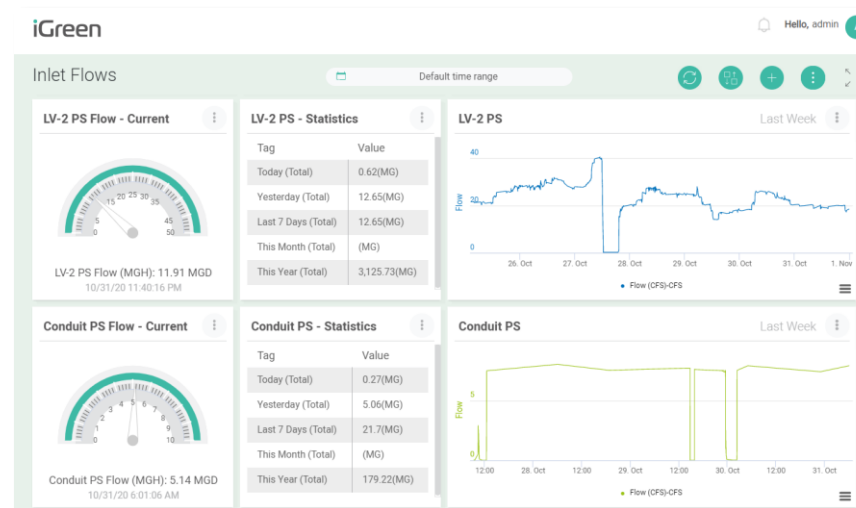 iGreen
Hello, admin
Inlet Flows
Default time range
LV-2 PS Flow - Current
0 5 15 20 25 30 35 45 50
LV-2 PS Flow (MGH): 11.91 MGD
10/31/20 11:40:16 PM
LV-2 PS - Statistics
Tag Value
Today (Total) 0.62(MG)
Yesterday (Total) 12.65(MG)
Last 7 Days (Total) 12.65(MG)
This Month (Total) (MG)
This Year (Total) 3,125.73(MG)
LV-2 PS
Last Week
Flow
40
20
0
26. Oct 27. Oct 28. Oct 29. Oct 30. Oct 31. Oct 1. Nov
Flow (CFS)-CFS
Conduit PS Flow - Current
0 1 2 3 4 5 6 7 8 9 10
Conduit PS Flow (MGH): 5.14 MGD
10/31/20 6:01:06 AM
Conduit PS - Statistics
Tag Value
Today (Total) 0.27(MG)
Yesterday (Total) 5.06(MG)
Last 7 Days (Total) 21.7(MG)
This Month (Total) (MG)
This Year (Total) 179.22(MG)
Conduit PS
Last Week
Flow
5
0
12:00 28. Oct 12:00 29. Oct 12:00 30. Oct 12:00 31. Oct
Flow (CFS)-CFS